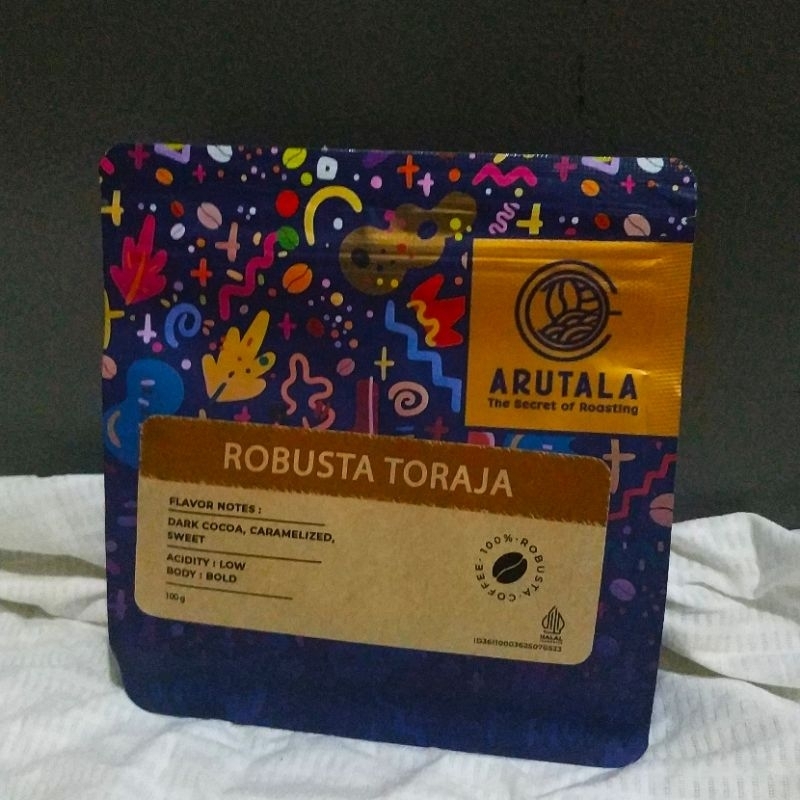 ARUTALA
The Secret of Roasting
ROBUSTA TORAJA
FLAVOR NOTES :
DARK COCOA, CARAMELIZED,
SWEET
ACIDITY : LOW
BODY : BOLD
100 g
100% · ROBUSTA · COFFEE ·
HALAL